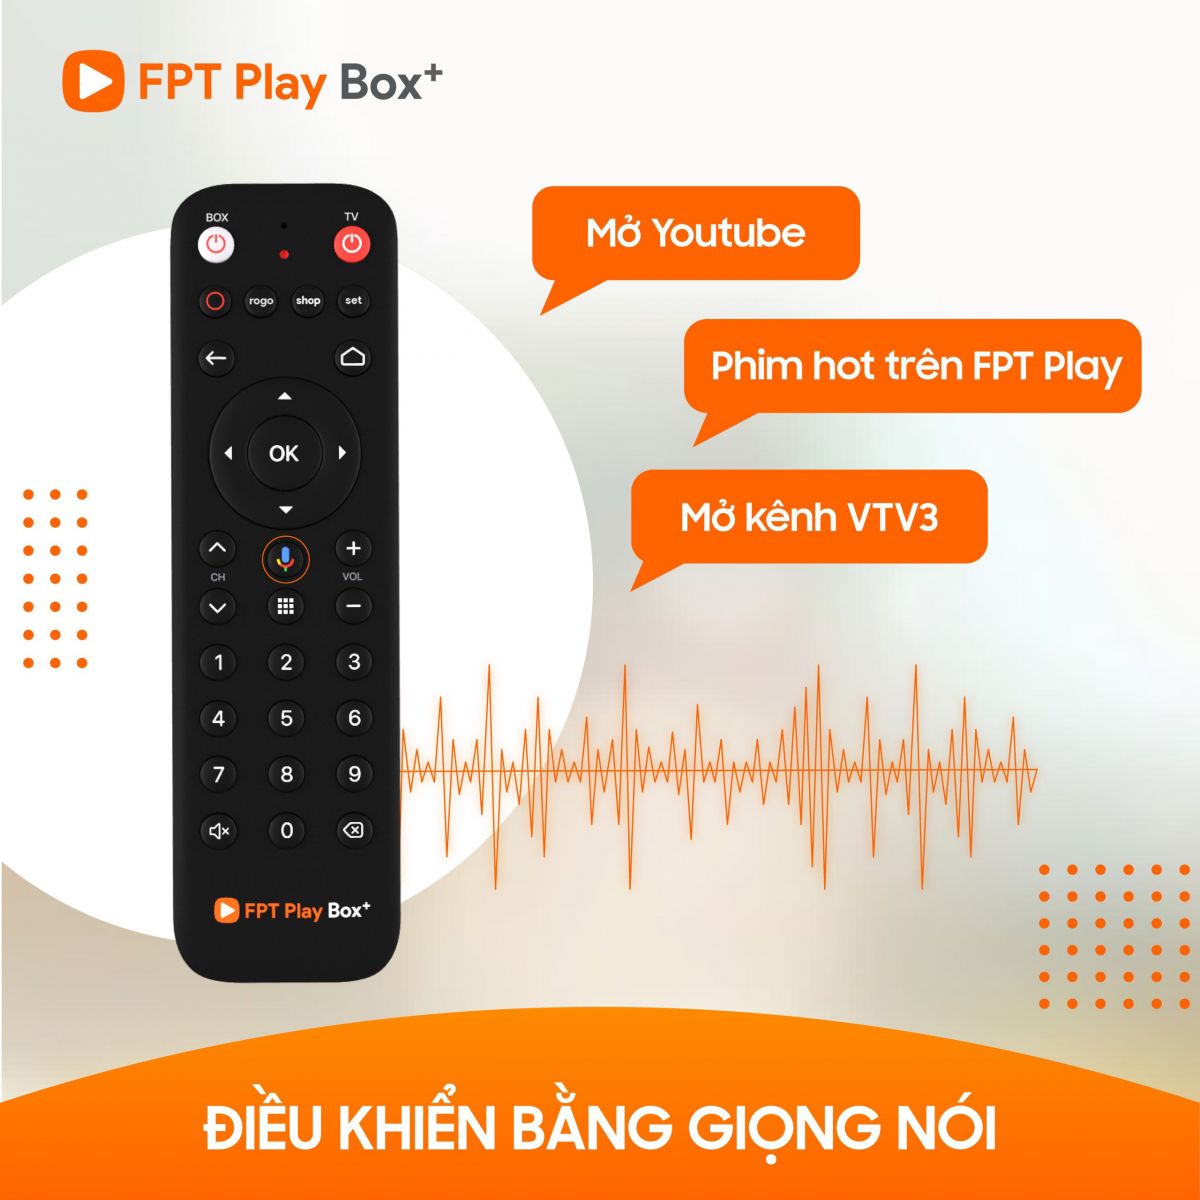 FPT Play Box+
BOX
TV
rogo
shop
set
OK
CH
VOL
1
2
3
4
5
6
7
8
9
0
FPT Play Box+
Mở Youtube
Phim hot trên FPT Play
Mở kênh VTV3
ĐIỀU KHIỂN BẰNG GIỌNG NÓI